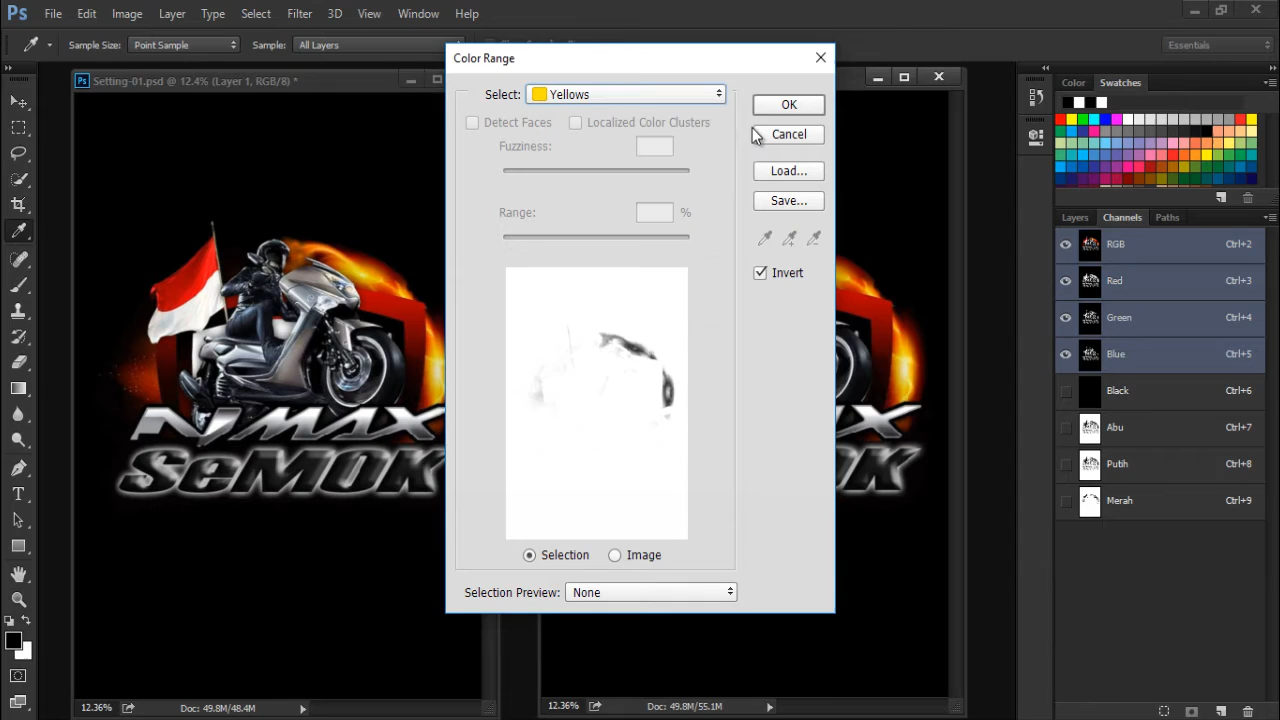 Ps File Edit Image Layer Type Select Filter 3D View Window Help
Sample Size: Point Sample Sample: All Layers Essentials
Ps Setting-01.psd @ 12.4% (Layer 1, RGB/8) *
Color Range
Select: Yellows
Detect Faces Localized Color Clusters
Fuzziness:
Range: %
OK
Cancel
Load...
Save...
Invert
Selection Image
Selection Preview: None
Color Swatches
Layers Channels Paths
RGB Ctrl+2
Red Ctrl+3
Green Ctrl+4
Blue Ctrl+5
Black Ctrl+6
Abu Ctrl+7
Putih Ctrl+8
Merah Ctrl+9
NMAX
SeMOK
12.36% Doc: 49.8M/48.4M
12.36% Doc: 49.8M/55.1M